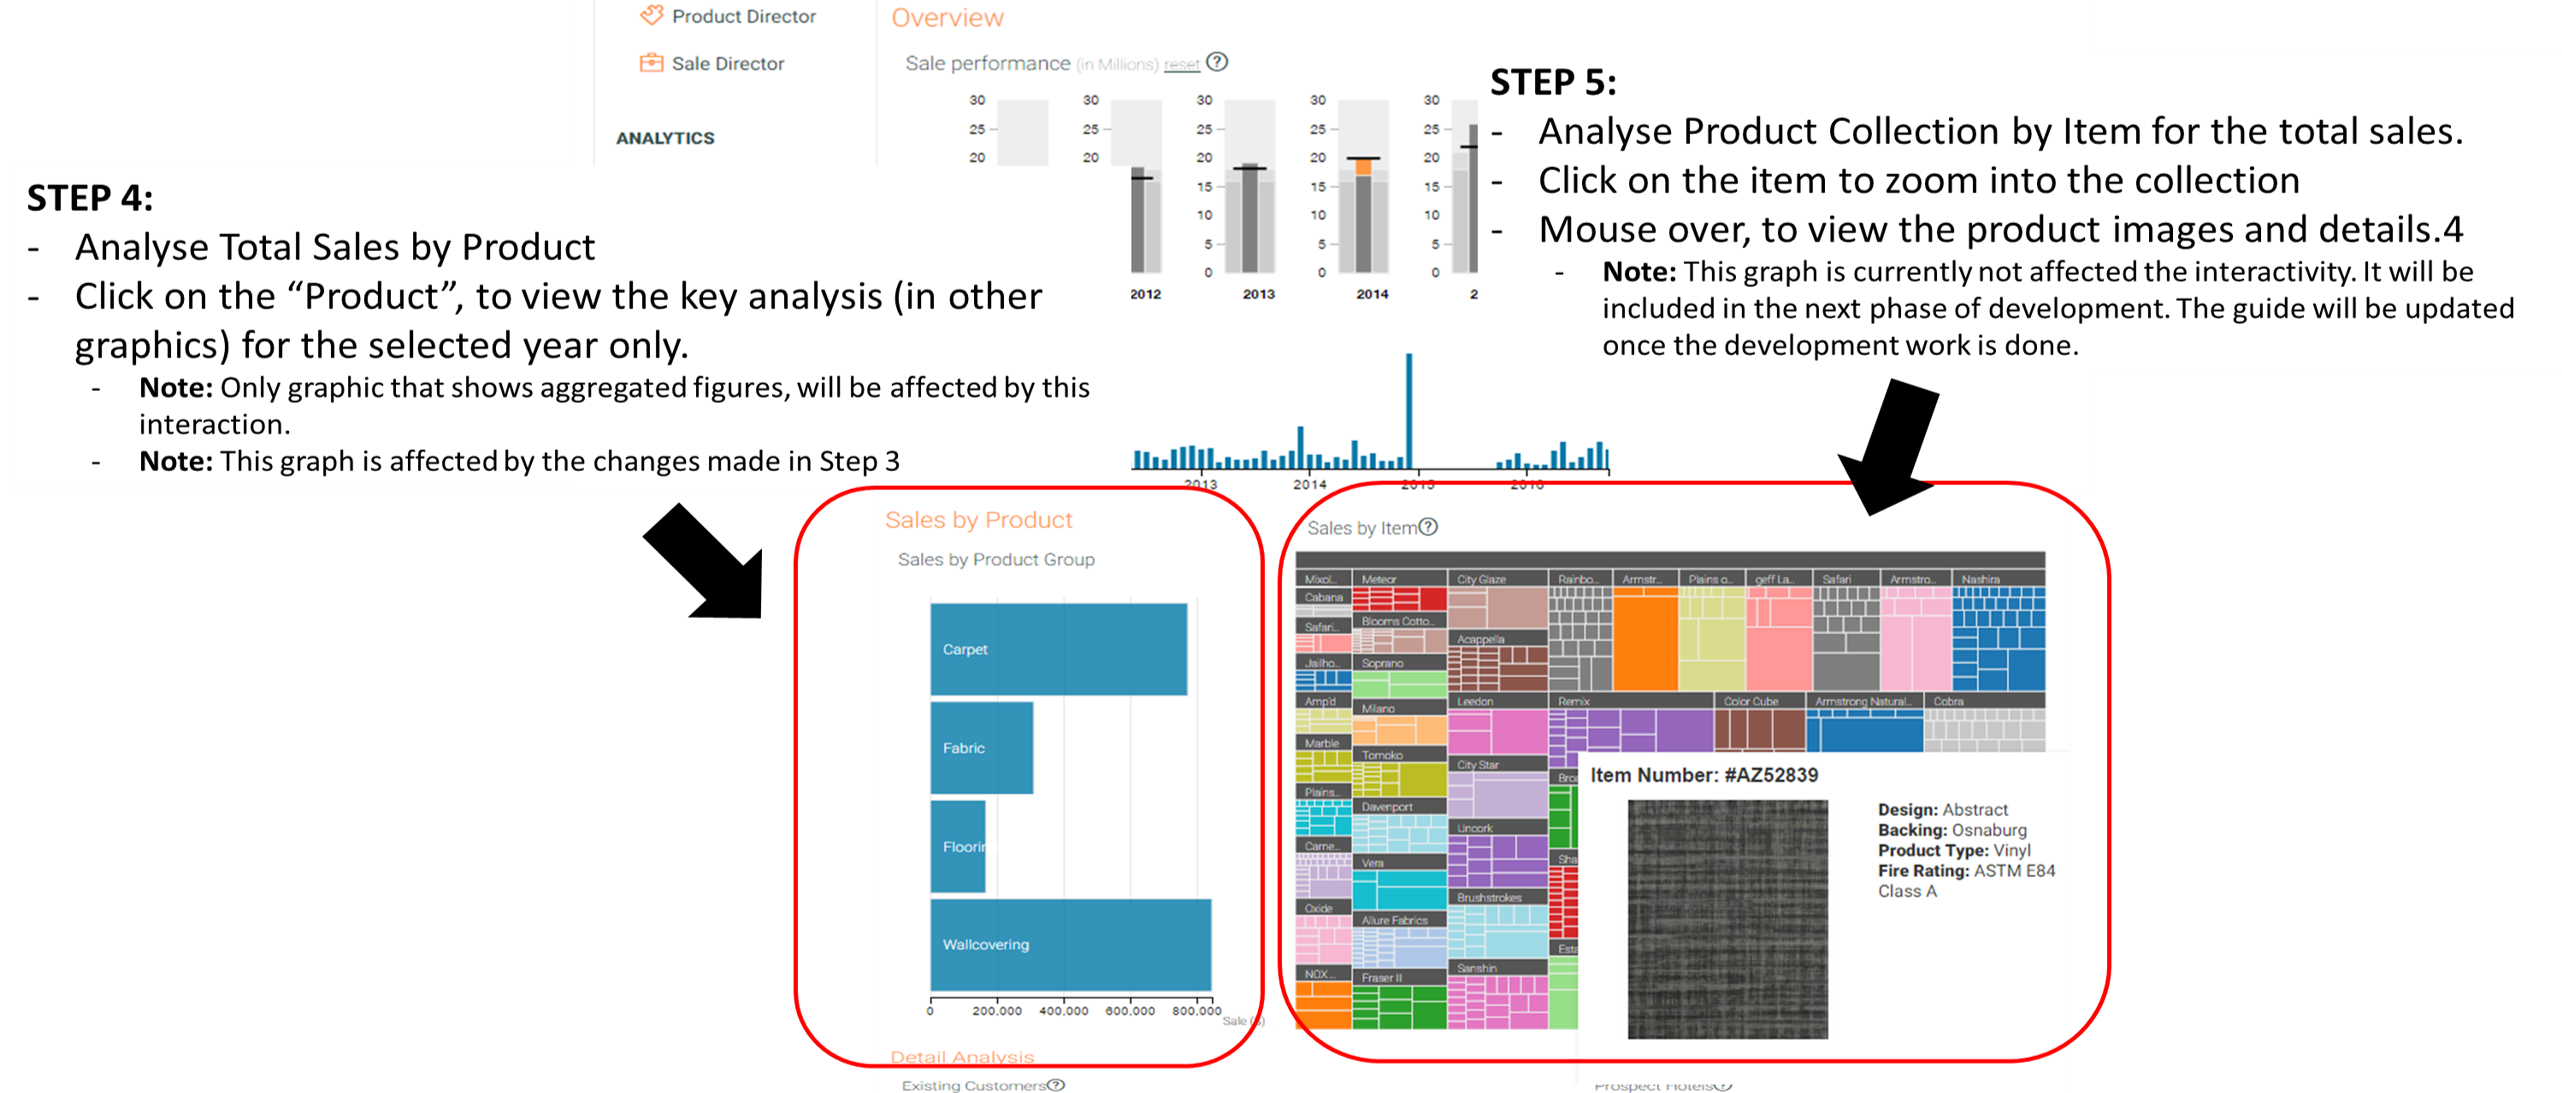 Product Director
Sale Director
ANALYTICS
Overview
Sale performance (in Millions) reset ?
30 30 30 30 30
25 25 25 25 25
20 20 20 20 20
15 15 15
10 10 10
5 5 5
0 0 0
2012 2013 2014 2
STEP 4:
- Analyse Total Sales by Product
- Click on the “Product”, to view the key analysis (in other
graphics) for the selected year only.
- Note: Only graphic that shows aggregated figures, will be affected by this
interaction.
- Note: This graph is affected by the changes made in Step 3
STEP 5:
- Analyse Product Collection by Item for the total sales.
- Click on the item to zoom into the collection
- Mouse over, to view the product images and details.4
- Note: This graph is currently not affected the interactivity. It will be
included in the next phase of development. The guide will be updated
once the development work is done.
2013 2014 2015 2016
Sales by Product
Sales by Product Group
Carpet
Fabric
Floorin
Wallcovering
0 200,000 400,000 600,000 800,000
Sale ($)
Detail Analysis
Existing Customers ?
Sales by Item ?
Mixol... Meteor City Glaze Rainbo... Armstr... Plains o... geff La... Safari Armstro... Nashira
Cabana
Safari...
Jailho...
Amp'd
Marble
Plains...
Carne...
Oxide
NOX ...
Blooms Cotto...
Soprano
Milano
Tomoko
Davenport
Vera
Allure Fabrics
Fraser II
Acappella
Leedon
City Star
Uncork
Brushstrokes
Sanshin
Remix Color Cube Armstrong Natural... Cobra
Bro
Sha
Esta
Item Number: #AZ52839
Design: Abstract
Backing: Osnaburg
Product Type: Vinyl
Fire Rating: ASTM E84
Class A
Prospect Hotels ?